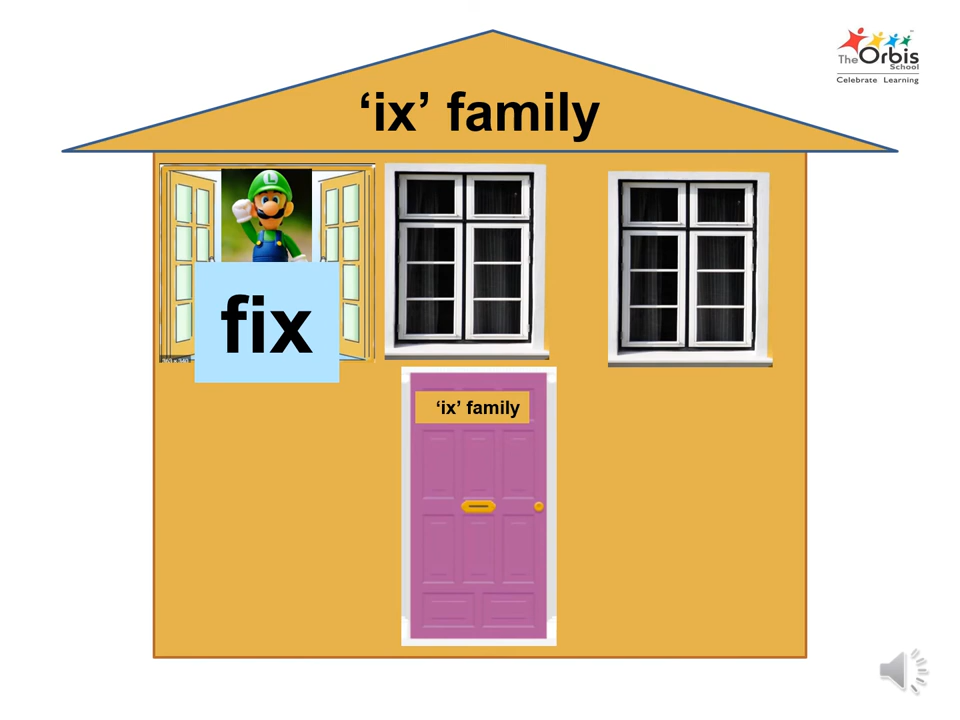 The Orbis
School
Celebrate Learning
‘ix’ family
L
fix
‘ix’ family